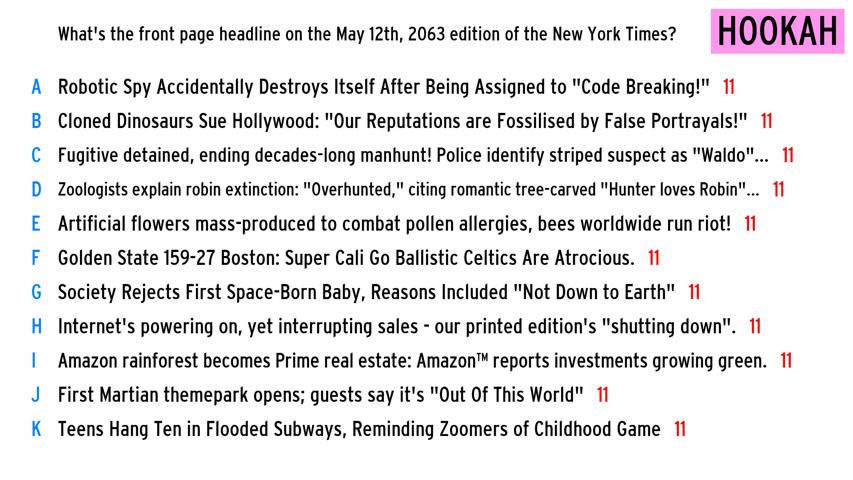 What's the front page headline on the May 12th, 2063 edition of the New York Times?
HOOKAH
A Robotic Spy Accidentally Destroys Itself After Being Assigned to "Code Breaking!" 11
B Cloned Dinosaurs Sue Hollywood: "Our Reputations are Fossilised by False Portrayals!" 11
C Fugitive detained, ending decades-long manhunt! Police identify striped suspect as "Waldo"... 11
D Zoologists explain robin extinction: "Overhunted," citing romantic tree-carved "Hunter loves Robin"... 11
E Artificial flowers mass-produced to combat pollen allergies, bees worldwide run riot! 11
F Golden State 159-27 Boston: Super Cali Go Ballistic Celtics Are Atrocious. 11
G Society Rejects First Space-Born Baby, Reasons Included "Not Down to Earth" 11
H Internet's powering on, yet interrupting sales - our printed edition's "shutting down". 11
I Amazon rainforest becomes Prime real estate: Amazon™ reports investments growing green. 11
J First Martian themepark opens; guests say it's "Out Of This World" 11
K Teens Hang Ten in Flooded Subways, Reminding Zoomers of Childhood Game 11